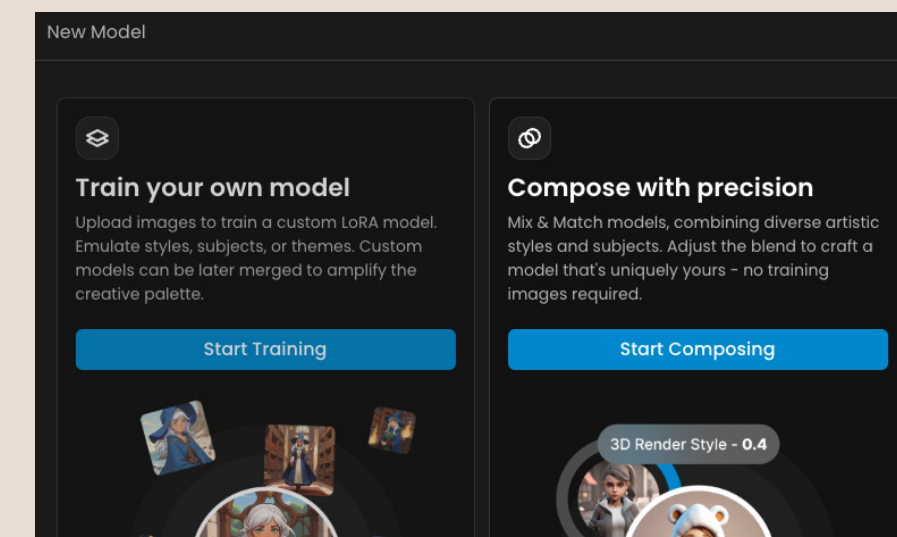 New Model
Train your own model
Upload images to train a custom LoRA model.
Emulate styles, subjects, or themes. Custom
models can be later merged to amplify the
creative palette.
Start Training
Compose with precision
Mix & Match models, combining diverse artistic
styles and subjects. Adjust the blend to craft a
model that's uniquely yours - no training
images required.
Start Composing
3D Render Style - 0.4